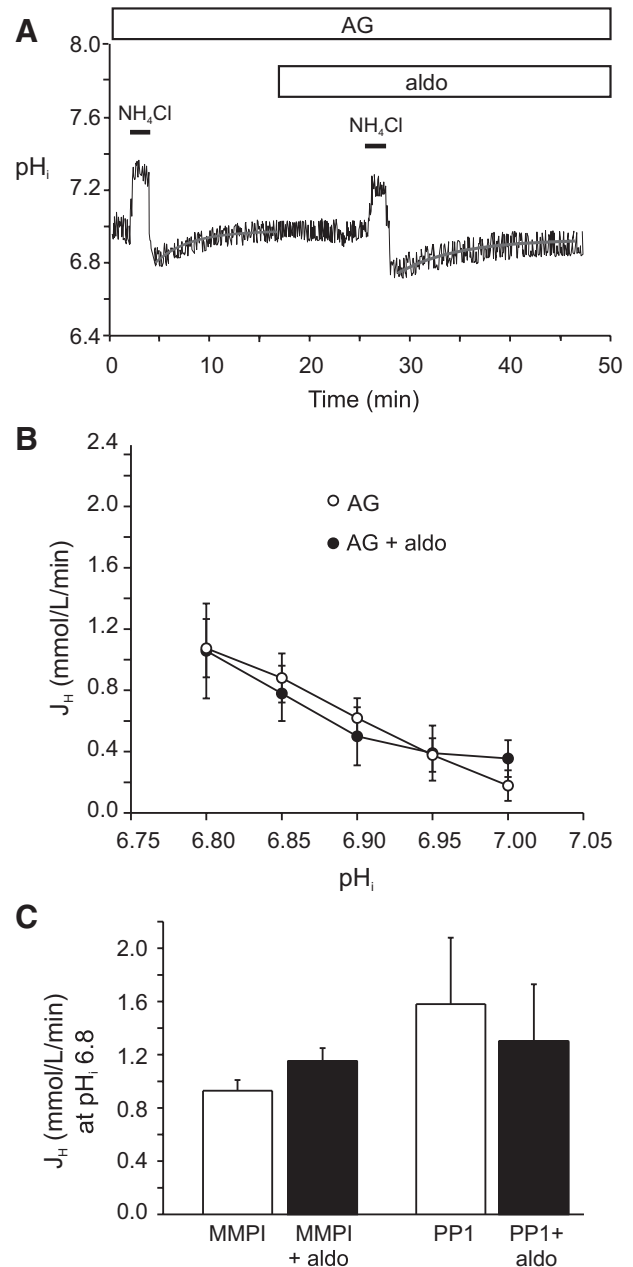 A
AG
8.0
aldo
7.6
NH₄Cl
NH₄Cl
pHᵢ
7.2
6.8
6.4
0 10 20 30 40 50
Time (min)
B
2.4
2.0
AG
AG + aldo
1.6
1.2
0.8
0.4
0.0
J_H (mmol/L/min)
6.75 6.80 6.85 6.90 6.95 7.00 7.05
pHᵢ
C
2.0
1.6
1.2
0.8
0.4
0.0
J_H (mmol/L/min)
at pHᵢ 6.8
MMPI MMPI PP1 PP1+
+ aldo aldo